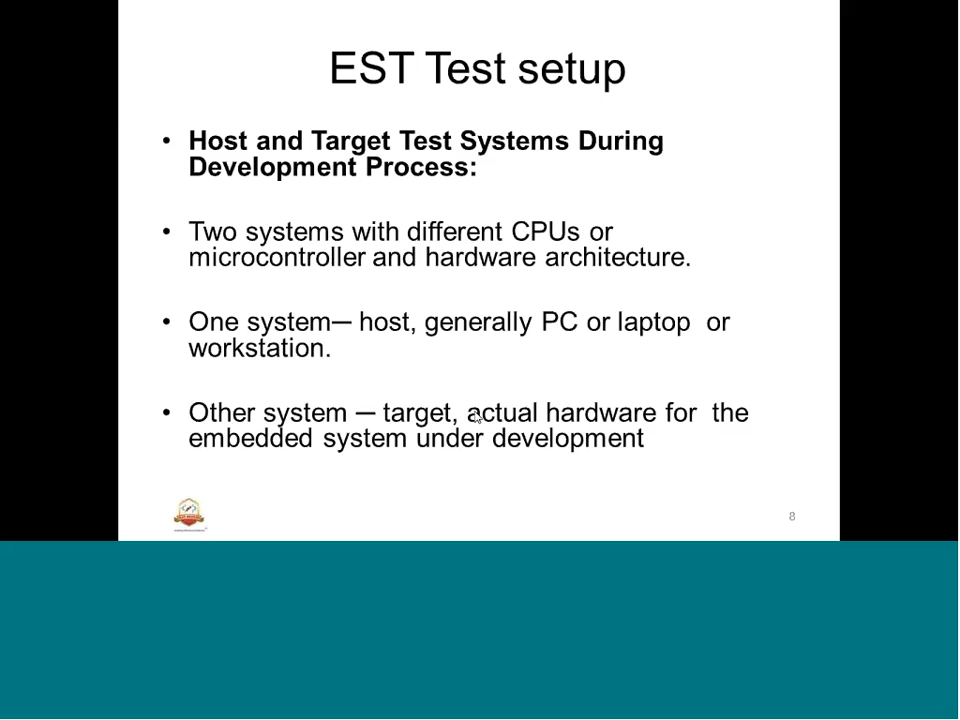 EST Test setup
• Host and Target Test Systems During
Development Process:
• Two systems with different CPUs or
microcontroller and hardware architecture.
• One system─ host, generally PC or laptop or
workstation.
• Other system ─ target, actual hardware for the
embedded system under development
8